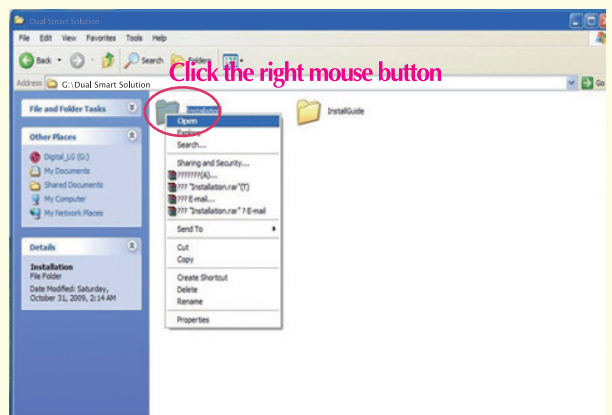 Dual Smart Solution
File Edit View Favorites Tools Help
Back Search Folders
Click the right mouse button
Address G:\Dual Smart Solution Go
File and Folder Tasks
Other Places
Digital_LG (G:)
My Documents
Shared Documents
My Computer
My Network Places
Details
Installation
File Folder
Date Modified: Saturday,
October 31, 2009, 2:14 AM
Installation
InstallGuide
Open
Explore
Search...
Sharing and Security...
???????(A)...
??? "Installation.rar"(T)
??? E-mail...
??? "Installation.rar" ? E-mail
Send To
Cut
Copy
Create Shortcut
Delete
Rename
Properties